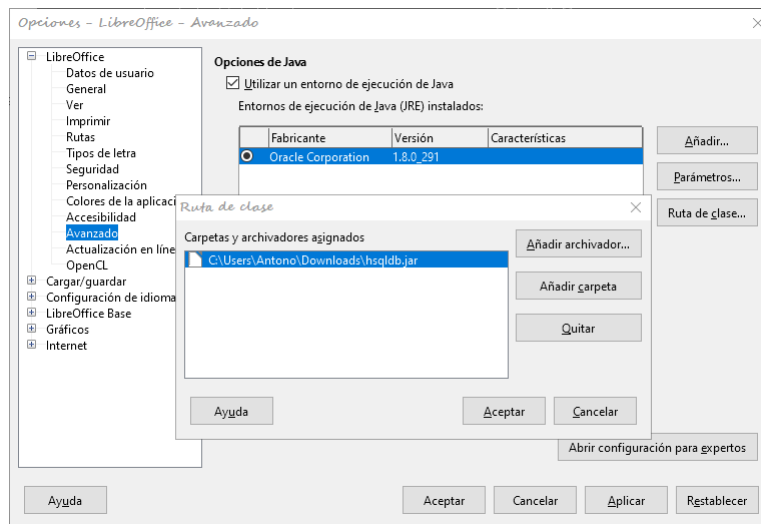 Opciones - LibreOffice - Avanzado
LibreOffice
Datos de usuario
General
Ver
Imprimir
Rutas
Tipos de letra
Seguridad
Personalización
Colores de la aplicaci
Accesibilidad
Avanzado
Actualización en líne
OpenCL
Cargar/guardar
Configuración de idioma
LibreOffice Base
Gráficos
Internet
Opciones de Java
Utilizar un entorno de ejecución de Java
Entornos de ejecución de Java (JRE) instalados:
Fabricante Versión Características
Oracle Corporation 1.8.0_291
Añadir...
Parámetros...
Ruta de clase...
Ruta de clase
Carpetas y archivadores asignados
C:\Users\Antono\Downloads\hsqldb.jar
Añadir archivador...
Añadir carpeta
Quitar
Ayuda Aceptar Cancelar
Abrir configuración para expertos
Ayuda Aceptar Cancelar Aplicar Restablecer